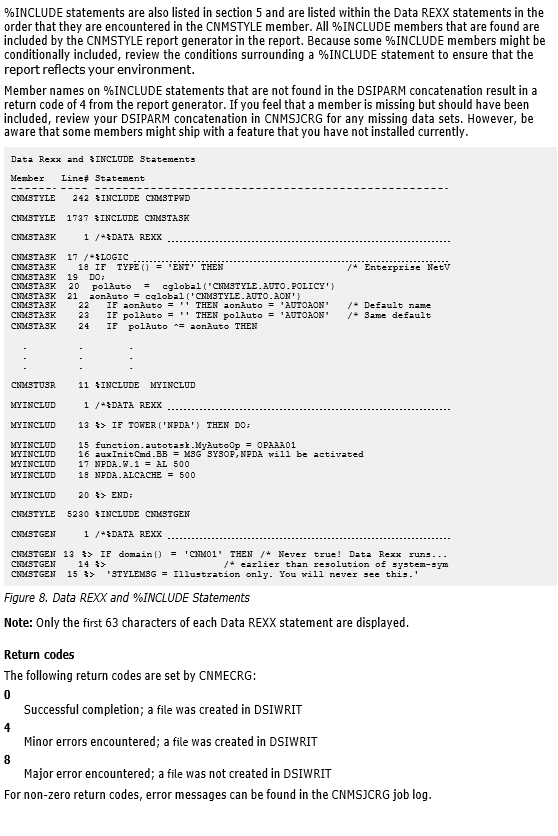 %INCLUDE statements are also listed in section 5 and are listed within the Data REXX statements in the
order that they are encountered in the CNMSTYLE member. All %INCLUDE members that are found are
included by the CNMSTYLE report generator in the report. Because some %INCLUDE members might be
conditionally included, review the conditions surrounding a %INCLUDE statement to ensure that the
report reflects your environment.
Member names on %INCLUDE statements that are not found in the DSIPARM concatenation result in a
return code of 4 from the report generator. If you feel that a member is missing but should have been
included, review your DSIPARM concatenation in CNMSJCRG for any missing data sets. However, be
aware that some members might ship with a feature that you have not installed currently.
Data Rexx and %INCLUDE Statements
Member Line# Statement
------- ---- -------------------------------------------------------
CNMSTYLE 242 %INCLUDE CNMSTPWD
CNMSTYLE 1737 %INCLUDE CNMSTASK
CNMSTASK 1 /*%DATA REXX ...............................................
CNMSTASK 17 /*%LOGIC ...............................................
CNMSTASK 18 IF TYPE() = 'ENT' THEN /* Enterprise NetV
CNMSTASK 19 DO;
CNMSTASK 20 polAuto = cglobal('CNMSTYLE.AUTO.POLICY')
CNMSTASK 21 aonAuto = cglobal('CNMSTYLE.AUTO.AON')
CNMSTASK 22 IF aonAuto = '' THEN aonAuto = 'AUTOAON' /* Default name
CNMSTASK 23 IF polAuto = '' THEN polAuto = 'AUTOAON' /* Same default
CNMSTASK 24 IF polAuto ^= aonAuto THEN
. . .
. . .
. . .
CNMSTUSR 11 %INCLUDE MYINCLUD
MYINCLUD 1 /*%DATA REXX ...............................................
MYINCLUD 13 %> IF TOWER('NPDA') THEN DO;
MYINCLUD 15 function.autotask.MyAutoOp = OPAAA01
MYINCLUD 16 auxInitCmd.BB = MSG SYSOP,NPDA will be activated
MYINCLUD 17 NPDA.W.1 = AL 500
MYINCLUD 18 NPDA.ALCACHE = 500
MYINCLUD 20 %> END;
CNMSTYLE 5230 %INCLUDE CNMSTGEN
CNMSTGEN 1 /*%DATA REXX ...............................................
CNMSTGEN 13 %> IF domain() = 'CNM01' THEN /* Never true! Data Rexx runs...
CNMSTGEN 14 %> /* earlier than resolution of system-sym
CNMSTGEN 15 %> 'STYLEMSG = Illustration only. You will never see this.'
Figure 8. Data REXX and %INCLUDE Statements
Note: Only the first 63 characters of each Data REXX statement are displayed.
Return codes
The following return codes are set by CNMECRG:
0
Successful completion; a file was created in DSIWRIT
4
Minor errors encountered; a file was created in DSIWRIT
8
Major error encountered; a file was not created in DSIWRIT
For non-zero return codes, error messages can be found in the CNMSJCRG job log.